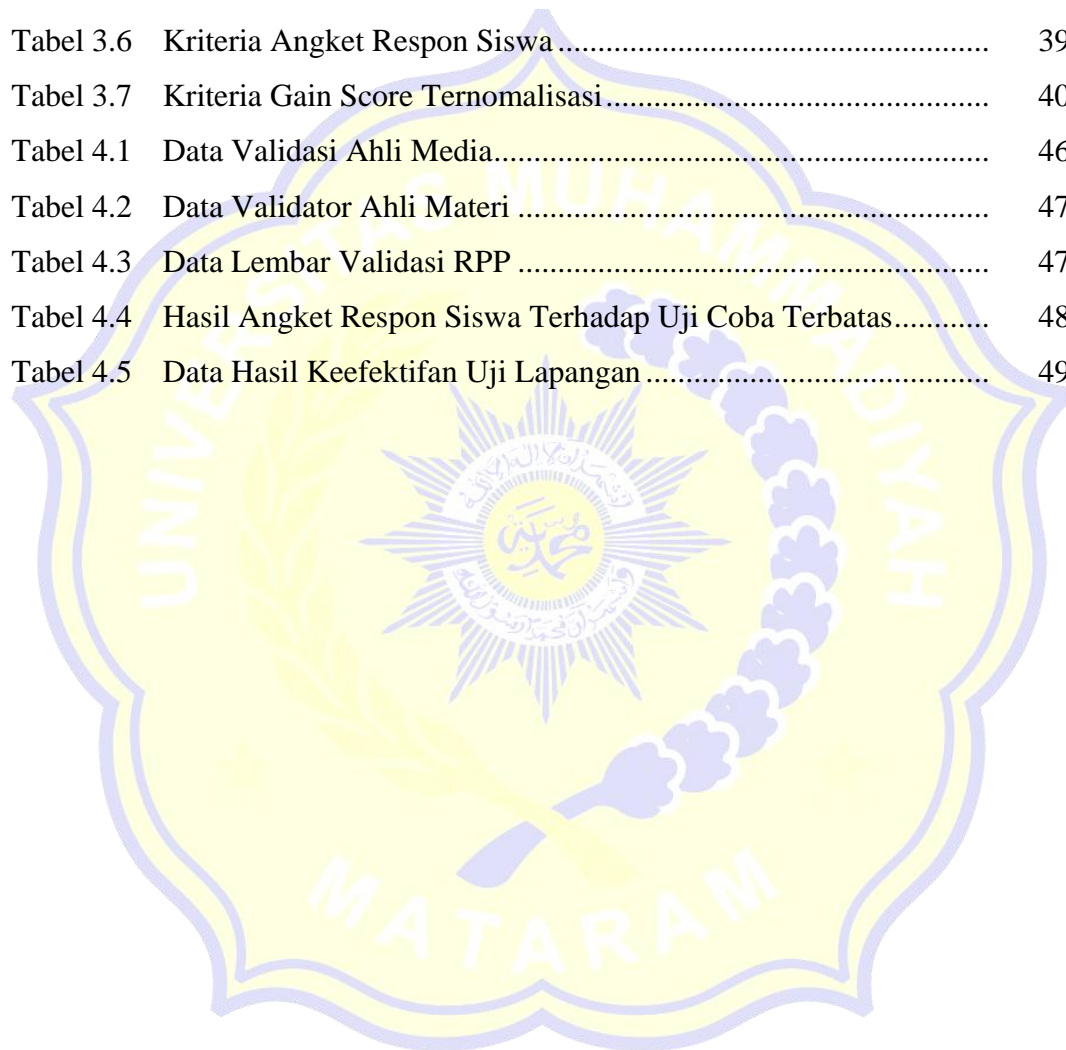 Tabel 3.6 Kriteria Angket Respon Siswa.................................................... 39
Tabel 3.7 Kriteria Gain Score Ternomalisasi.............................................. 40
Tabel 4.1 Data Validasi Ahli Media............................................................ 46
Tabel 4.2 Data Validator Ahli Materi ......................................................... 47
Tabel 4.3 Data Lembar Validasi RPP ......................................................... 47
Tabel 4.4 Hasil Angket Respon Siswa Terhadap Uji Coba Terbatas............ 48
Tabel 4.5 Data Hasil Keefektifan Uji Lapangan ......................................... 49
UNIVERSITAS MUHAMMADIYAH
MATARAM